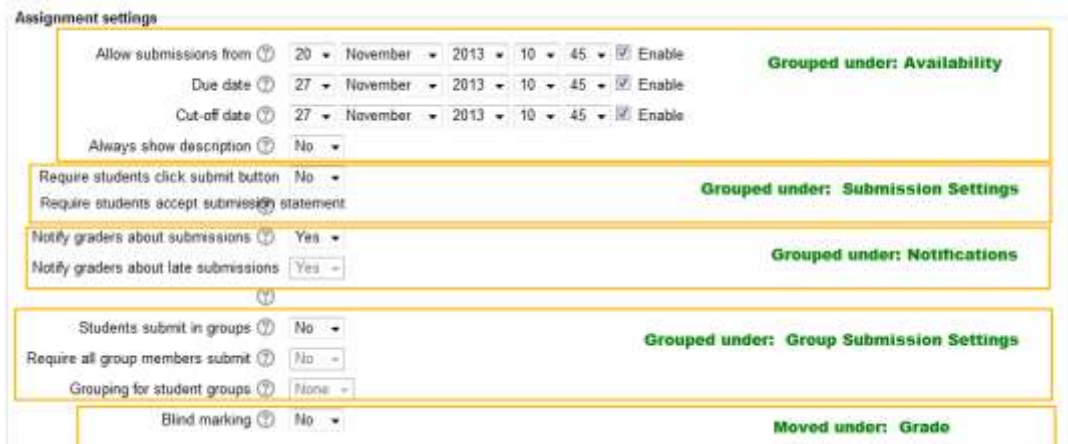 Assignment settings
Allow submissions from ? 20 November 2013 10 45 Enable
Grouped under: Availability
Due date ? 27 November 2013 10 45 Enable
Cut-off date ? 27 November 2013 10 45 Enable
Always show description ? No
Require students click submit button No
Grouped under: Submission Settings
Require students accept submission statement
?
Notify graders about submissions ? Yes
Grouped under: Notifications
Notify graders about late submissions Yes
?
Students submit in groups ? No
Grouped under: Group Submission Settings
Require all group members submit ? No
Grouping for student groups ? None
Blind marking ? No
Moved under: Grade